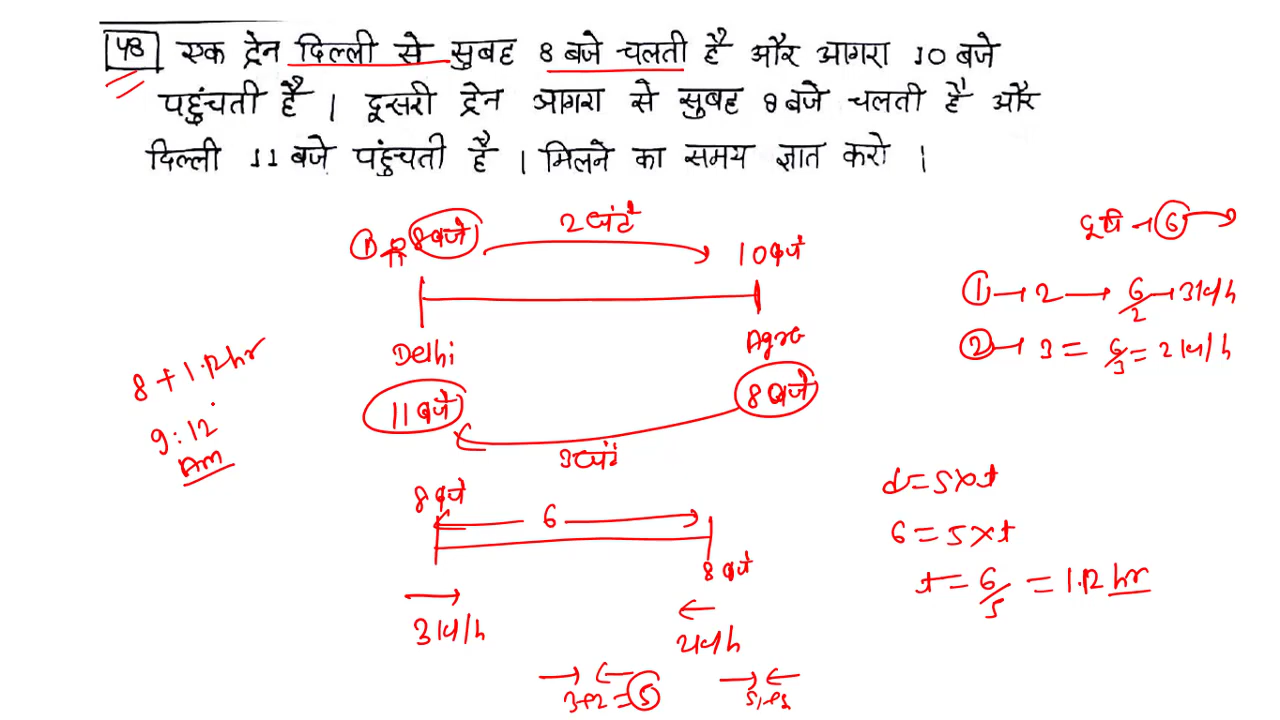 48 एक ट्रेन दिल्ली से सुबह 8 बजे चलती है और आगरा 10 बजे
पहुंचती है । दूसरी ट्रेन आगरा से सुबह 8 बजे चलती है और
दिल्ली 11 बजे पहुंचती है । मिलने का समय ज्ञात करो ।
① 8 बजे 2 घंटे 10 बजे
Delhi Agra
11 बजे 8 बजे
3 घंटे
दूरी → 6
① → 2 → 6/2 → 3 k/h
② → 3 = 6/3 = 2 k/h
8 + 1.12 hr
9:12
Am
8 बजे 6 8 बजे
3 k/h 2 k/h
3+2 = 5
d = s × t
6 = 5 × t
t = 6/5 = 1.12 hr